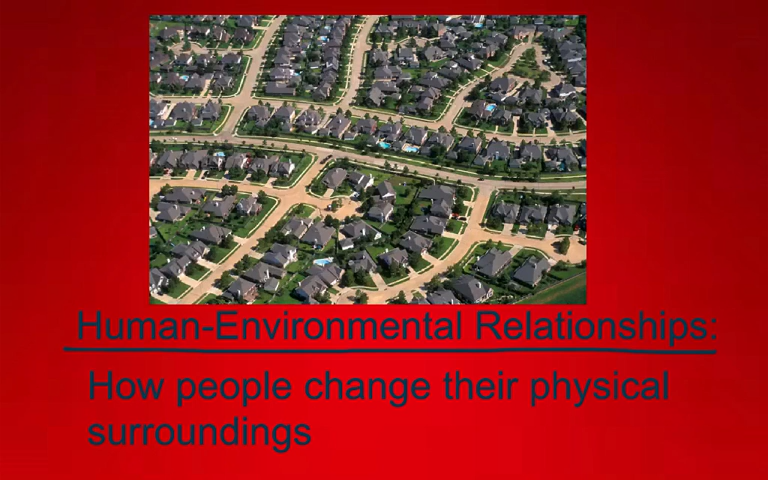 Human-Environmental Relationships:
How people change their physical
surroundings